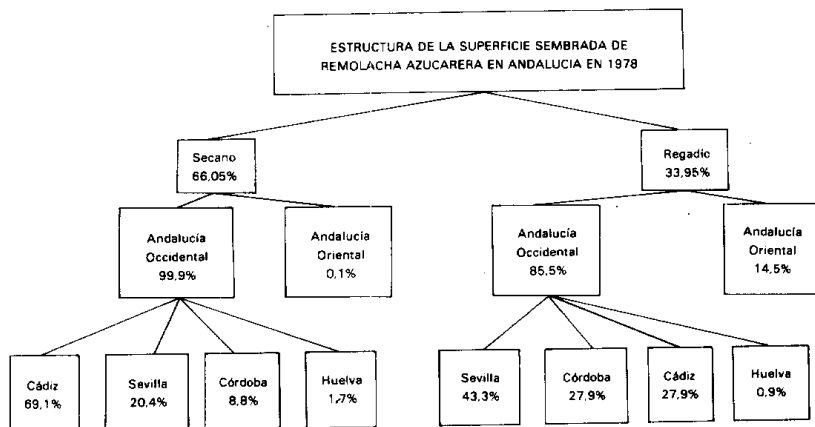 ESTRUCTURA DE LA SUPERFICIE SEMBRADA DE
REMOLACHA AZUCARERA EN ANDALUCIA EN 1978
Secano
66,05%
Regadío
33,95%
Andalucía
Occidental
99,9%
Andalucía
Oriental
0,1%
Andalucía
Occidental
85,5%
Andalucía
Oriental
14,5%
Cádiz
69,1%
Sevilla
20,4%
Córdoba
8,8%
Huelva
1,7%
Sevilla
43,3%
Córdoba
27,9%
Cádiz
27,9%
Huelva
0,9%